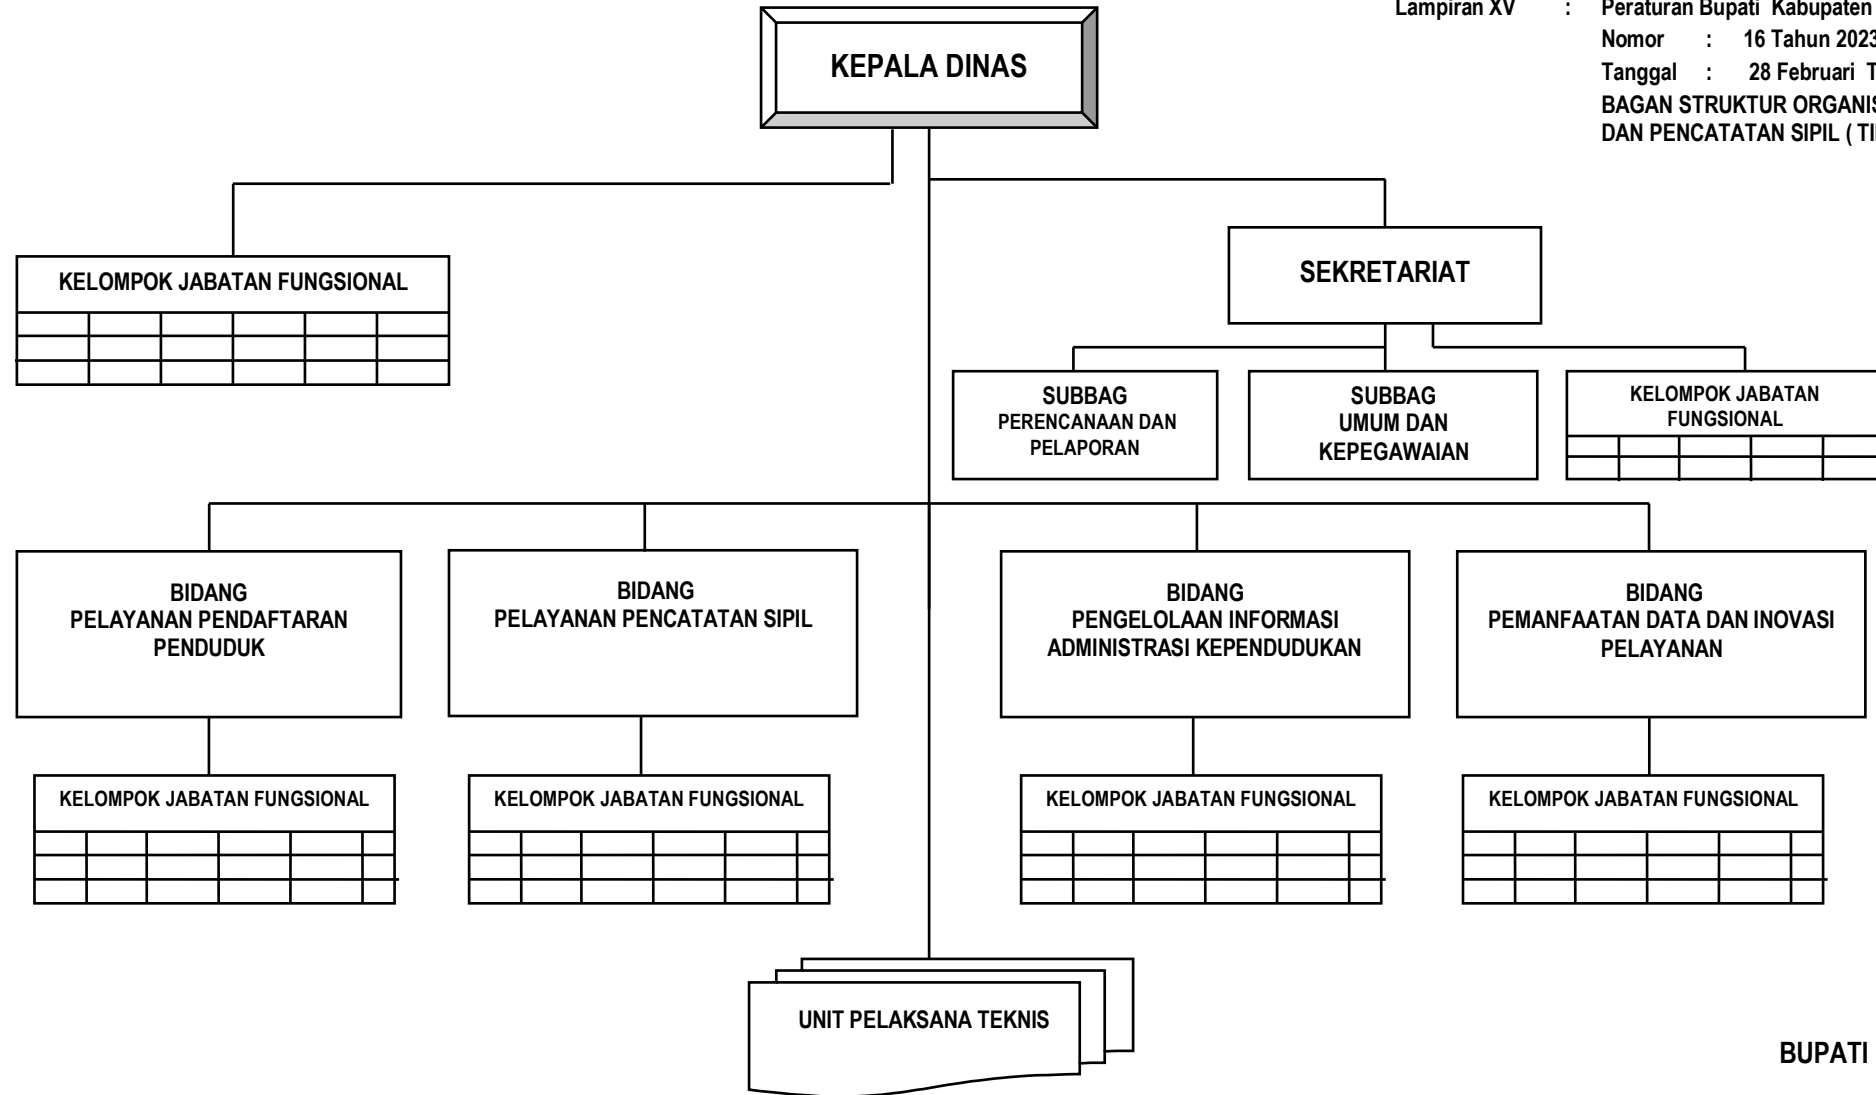 Lampiran XV : Peraturan Bupati Kabupaten
Nomor : 16 Tahun 2023
Tanggal : 28 Februari
BAGAN STRUKTUR
DAN PENCATATAN SIPIL (
KEPALA DINAS
KELOMPOK JABATAN FUNGSIONAL
SEKRETARIAT
SUBBAG
PERENCANAAN DAN
PELAPORAN
SUBBAG
UMUM DAN
KEPEGAWAIAN
KELOMPOK JABATAN
FUNGSIONAL
BIDANG
PELAYANAN PENDAFTARAN
PENDUDUK
BIDANG
PELAYANAN PENCATATAN SIPIL
BIDANG
PENGELOLAAN INFORMASI
ADMINISTRASI KEPENDUDUKAN
BIDANG
PEMANFAATAN DATA DAN INOVASI
PELAYANAN
KELOMPOK JABATAN FUNGSIONAL
KELOMPOK JABATAN FUNGSIONAL
KELOMPOK JABATAN FUNGSIONAL
KELOMPOK JABATAN FUNGSIONAL
UNIT PELAKSANA TEKNIS
BUPATI